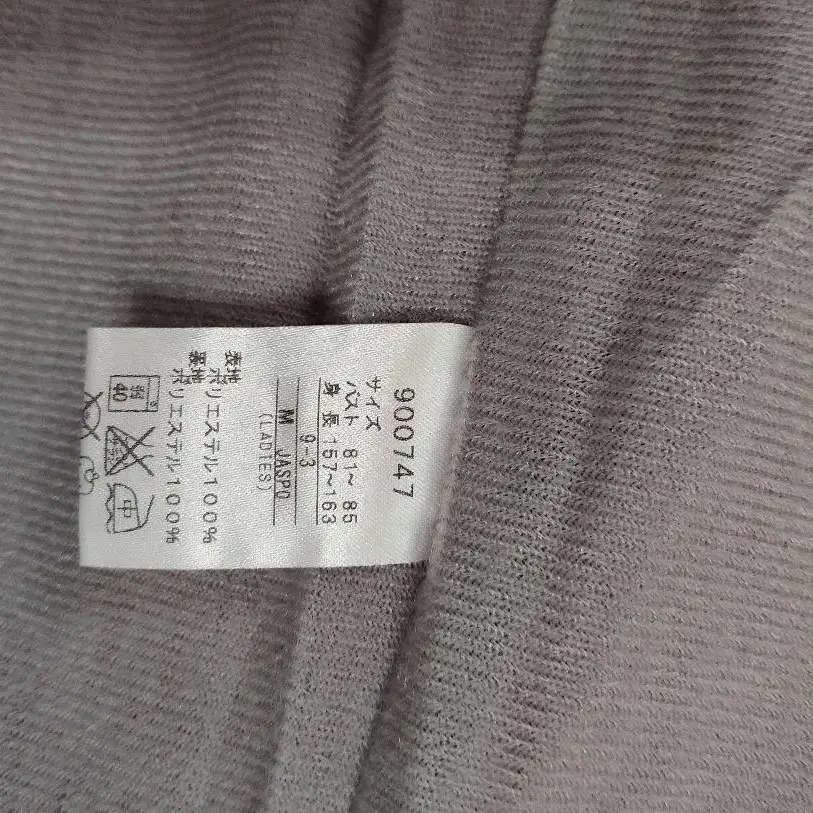 900747
サイズ
バスト 81~ 85
身 長 157~163
9-3
M JASPO
(LADIES)
表地
ポリエステル100%
裏地
ポリエステル100%
40
中